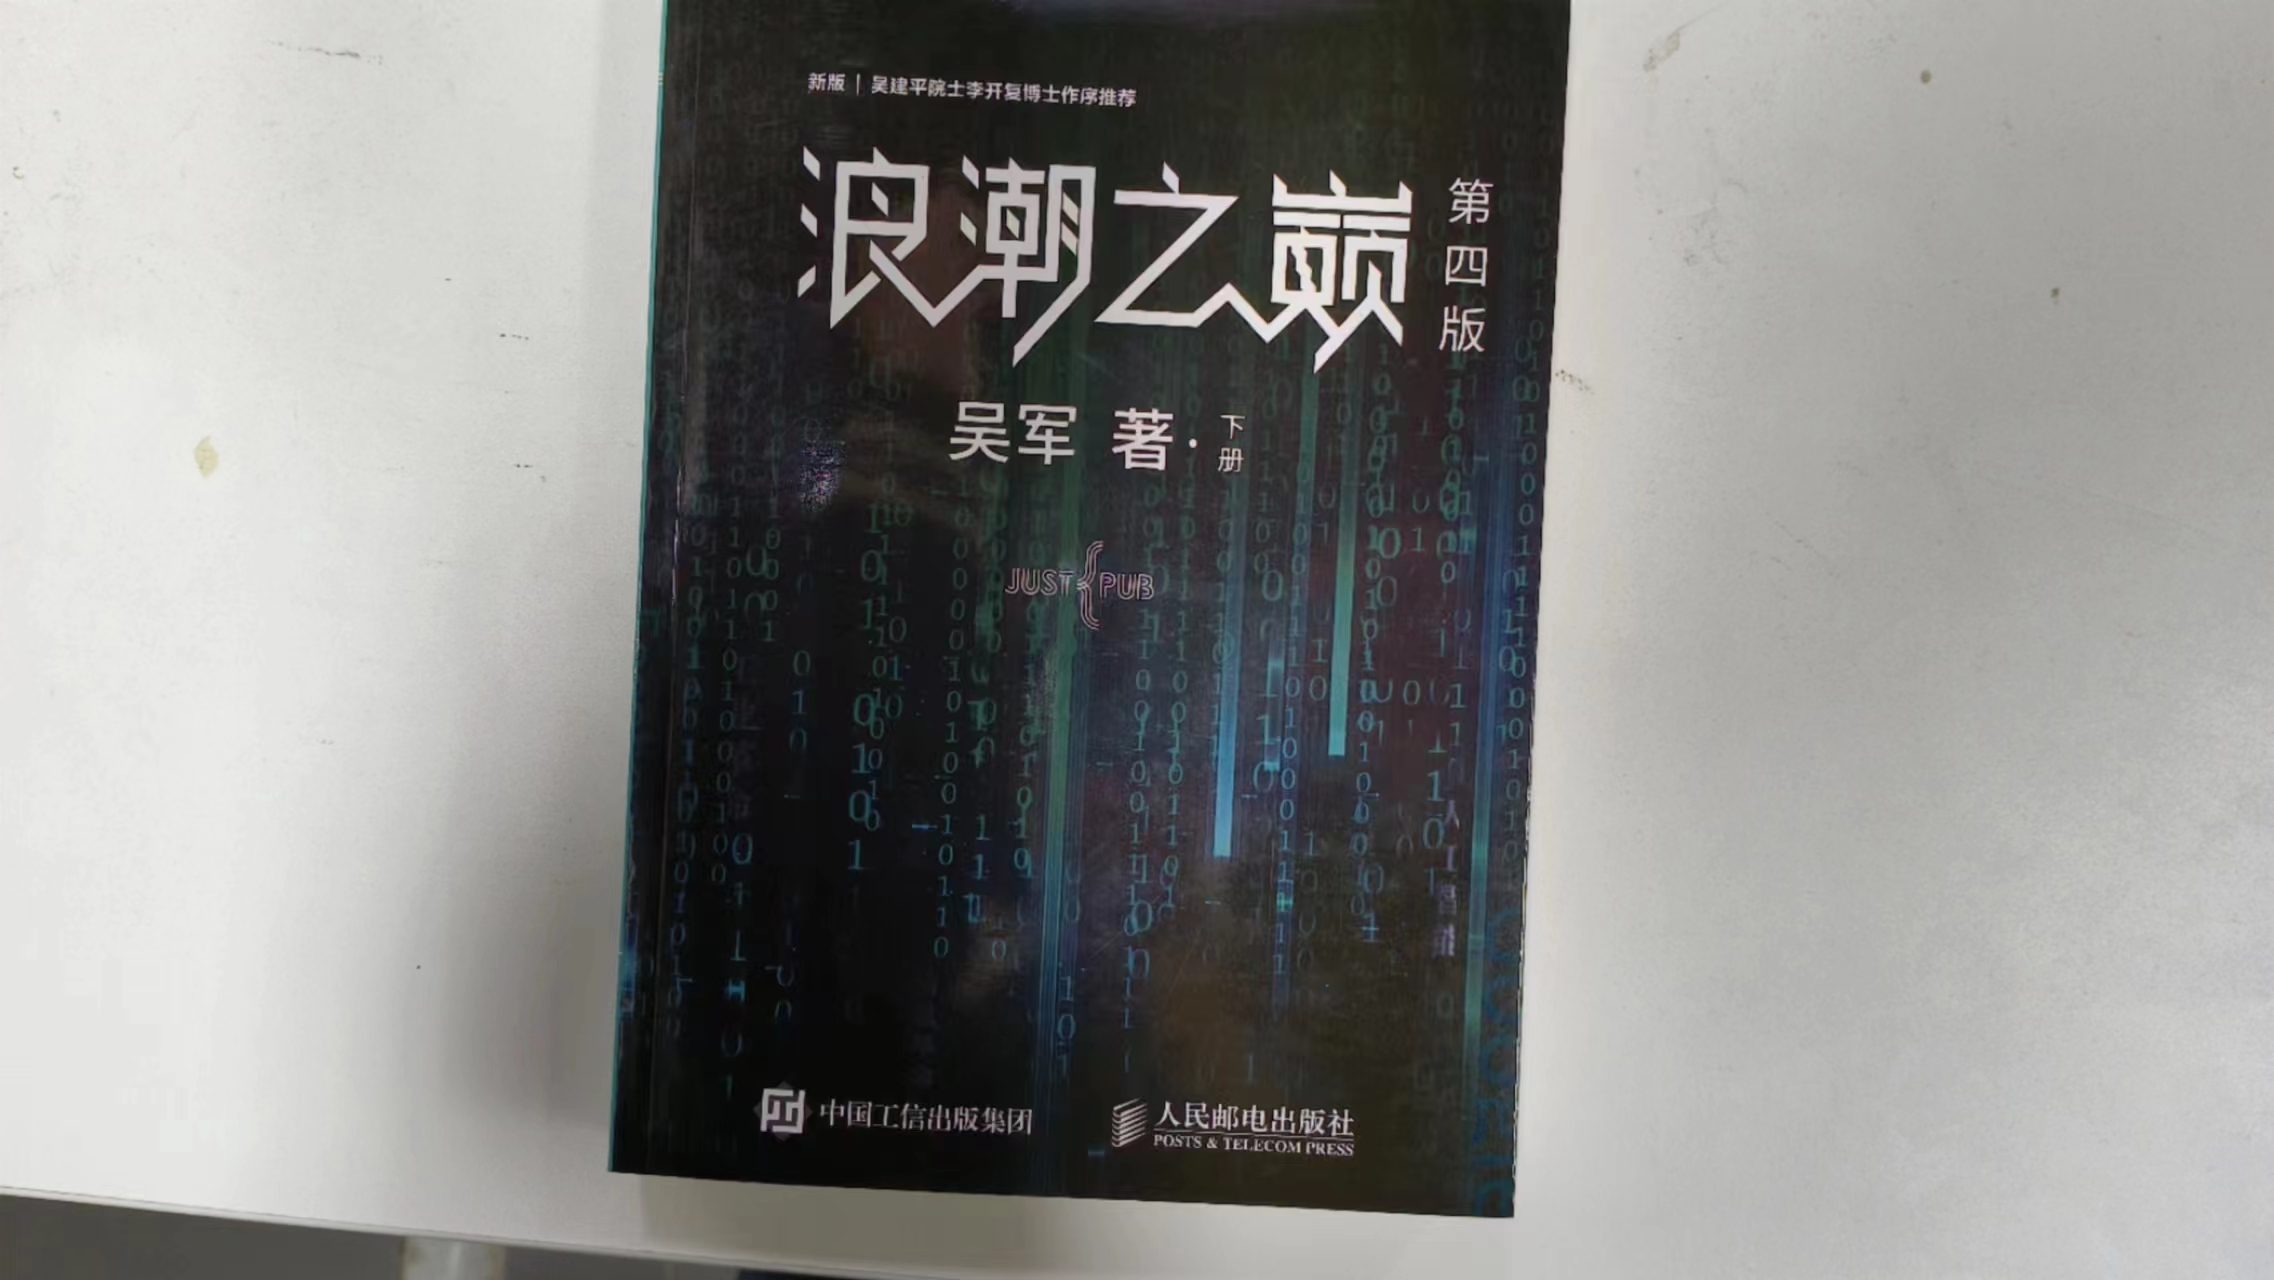 新版 | 吴建平院士李开复博士作序推荐
浪潮之巅
第四版
吴军 著·下册
JUST PUB
中国工信出版集团
人民邮电出版社
POSTS & TELECOM PRESS